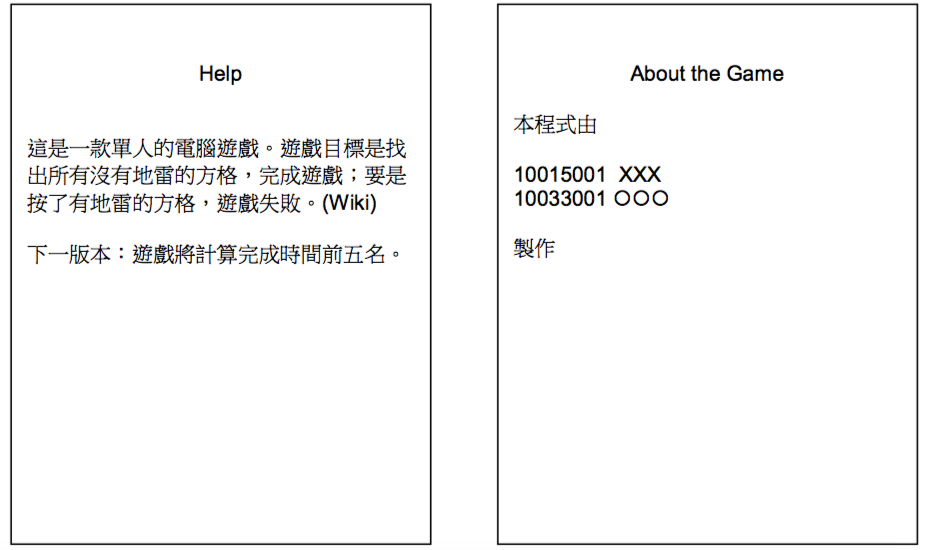 Help
這是一款單人的電腦遊戲。遊戲目標是找
出所有沒有地雷的方格，完成遊戲；要是
按了有地雷的方格，遊戲失敗。(Wiki)
下一版本：遊戲將計算完成時間前五名。
About the Game
本程式由
10015001 XXX
10033001 〇〇〇
製作